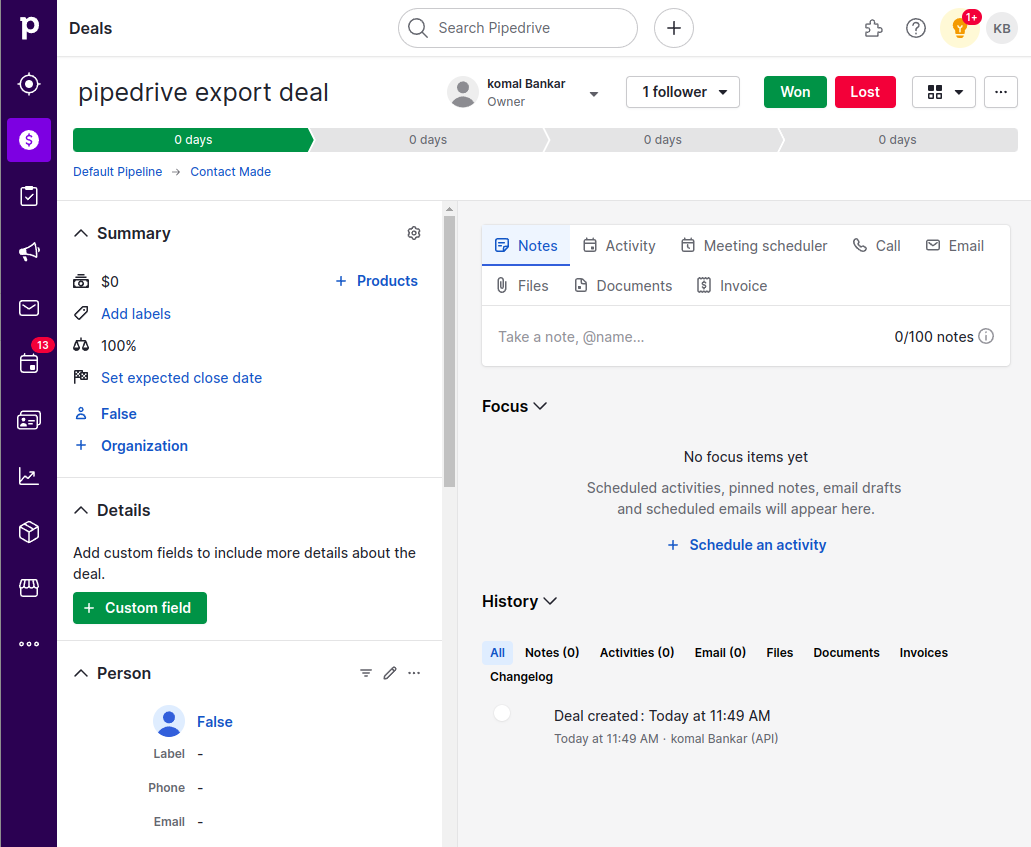 p
Deals
Search Pipedrive
1+
KB
pipedrive export deal
komal Bankar
Owner
1 follower
Won
Lost
0 days
0 days
0 days
0 days
Default Pipeline → Contact Made
13
Summary
$0
+ Products
Add labels
100%
Set expected close date
False
+ Organization
Details
Add custom fields to include more details about the
deal.
+ Custom field
Person
False
Label -
Phone -
Email -
Notes
Activity
Meeting scheduler
Call
Email
Files
Documents
Invoice
Take a note, @name...
0/100 notes
Focus
No focus items yet
Scheduled activities, pinned notes, email drafts
and scheduled emails will appear here.
+ Schedule an activity
History
All Notes (0) Activities (0) Email (0) Files Documents Invoices
Changelog
Deal created: Today at 11:49 AM
Today at 11:49 AM · komal Bankar (API)